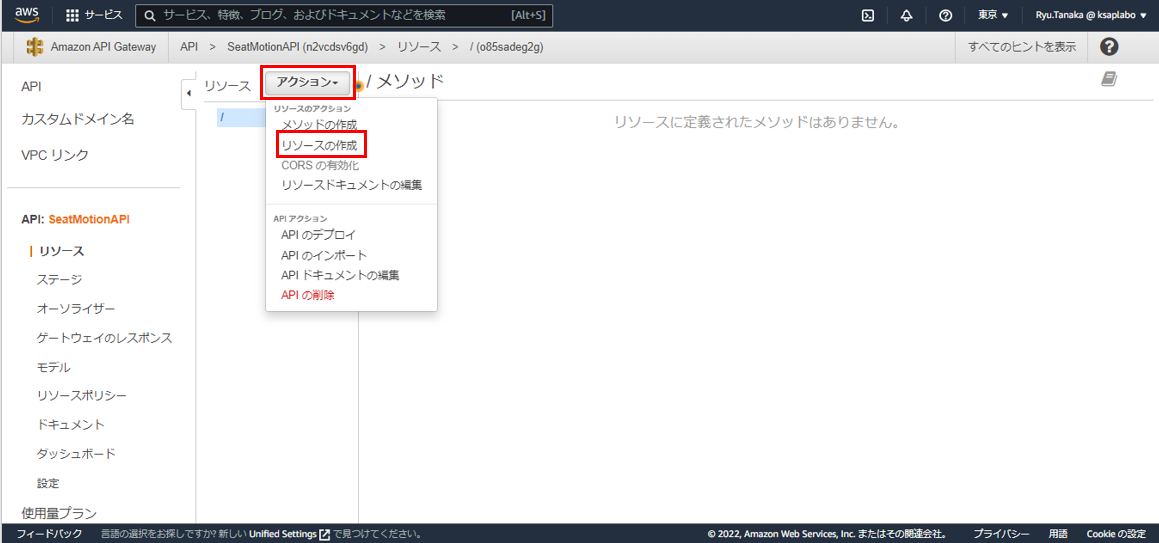 aws
サービス
サービス、特徴、ブログ、およびドキュメントなどを検索 [Alt+S]
東京 ▼
Ryu.Tanaka @ ksaplabo ▼
Amazon API Gateway
API > SeatMotionAPI (n2vcdsv6gd) > リソース > / (o85sadeg2g)
すべてのヒントを表示
?
API
カスタムドメイン名
VPC リンク
API: SeatMotionAPI
リソース
ステージ
オーソライザー
ゲートウェイのレスポンス
モデル
リソースポリシー
ドキュメント
ダッシュボード
設定
使用量プラン
リソース
アクション
/
リソースのアクション
メソッドの作成
リソースの作成
CORS の有効化
リソースドキュメントの編集
API アクション
API のデプロイ
API のインポート
API ドキュメントの編集
API の削除
/ メソッド
リソースに定義されたメソッドはありません。
フィードバック
言語の選択をお探しですか? 新しい Unified Settings で見つけてください。
© 2022, Amazon Web Services, Inc. またはその関連会社。
プライバシー
用語
Cookie の設定